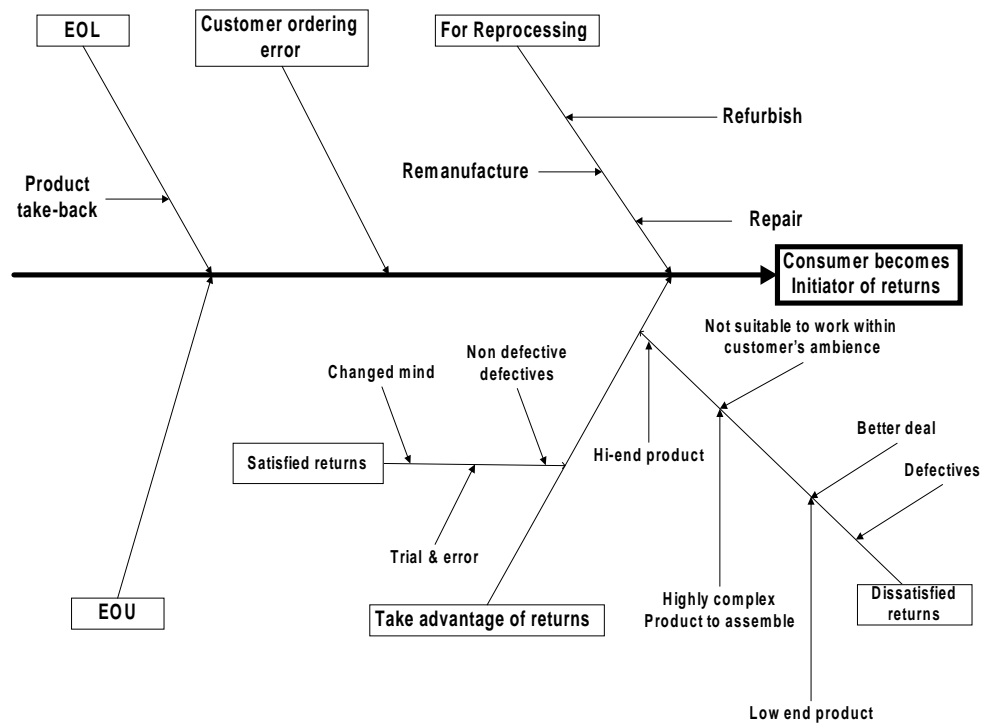 EOL
Customer ordering
error
For Reprocessing
Refurbish
Remanufacture
Product
take-back
Repair
Consumer becomes
Initiator of returns
Not suitable to work within
customer's ambience
Non defective
defectives
Changed mind
Better deal
Hi-end product
Satisfied returns
Defectives
Trial & error
Dissatisfied
returns
Highly complex
Product to assemble
EOU
Take advantage of returns
Low end product